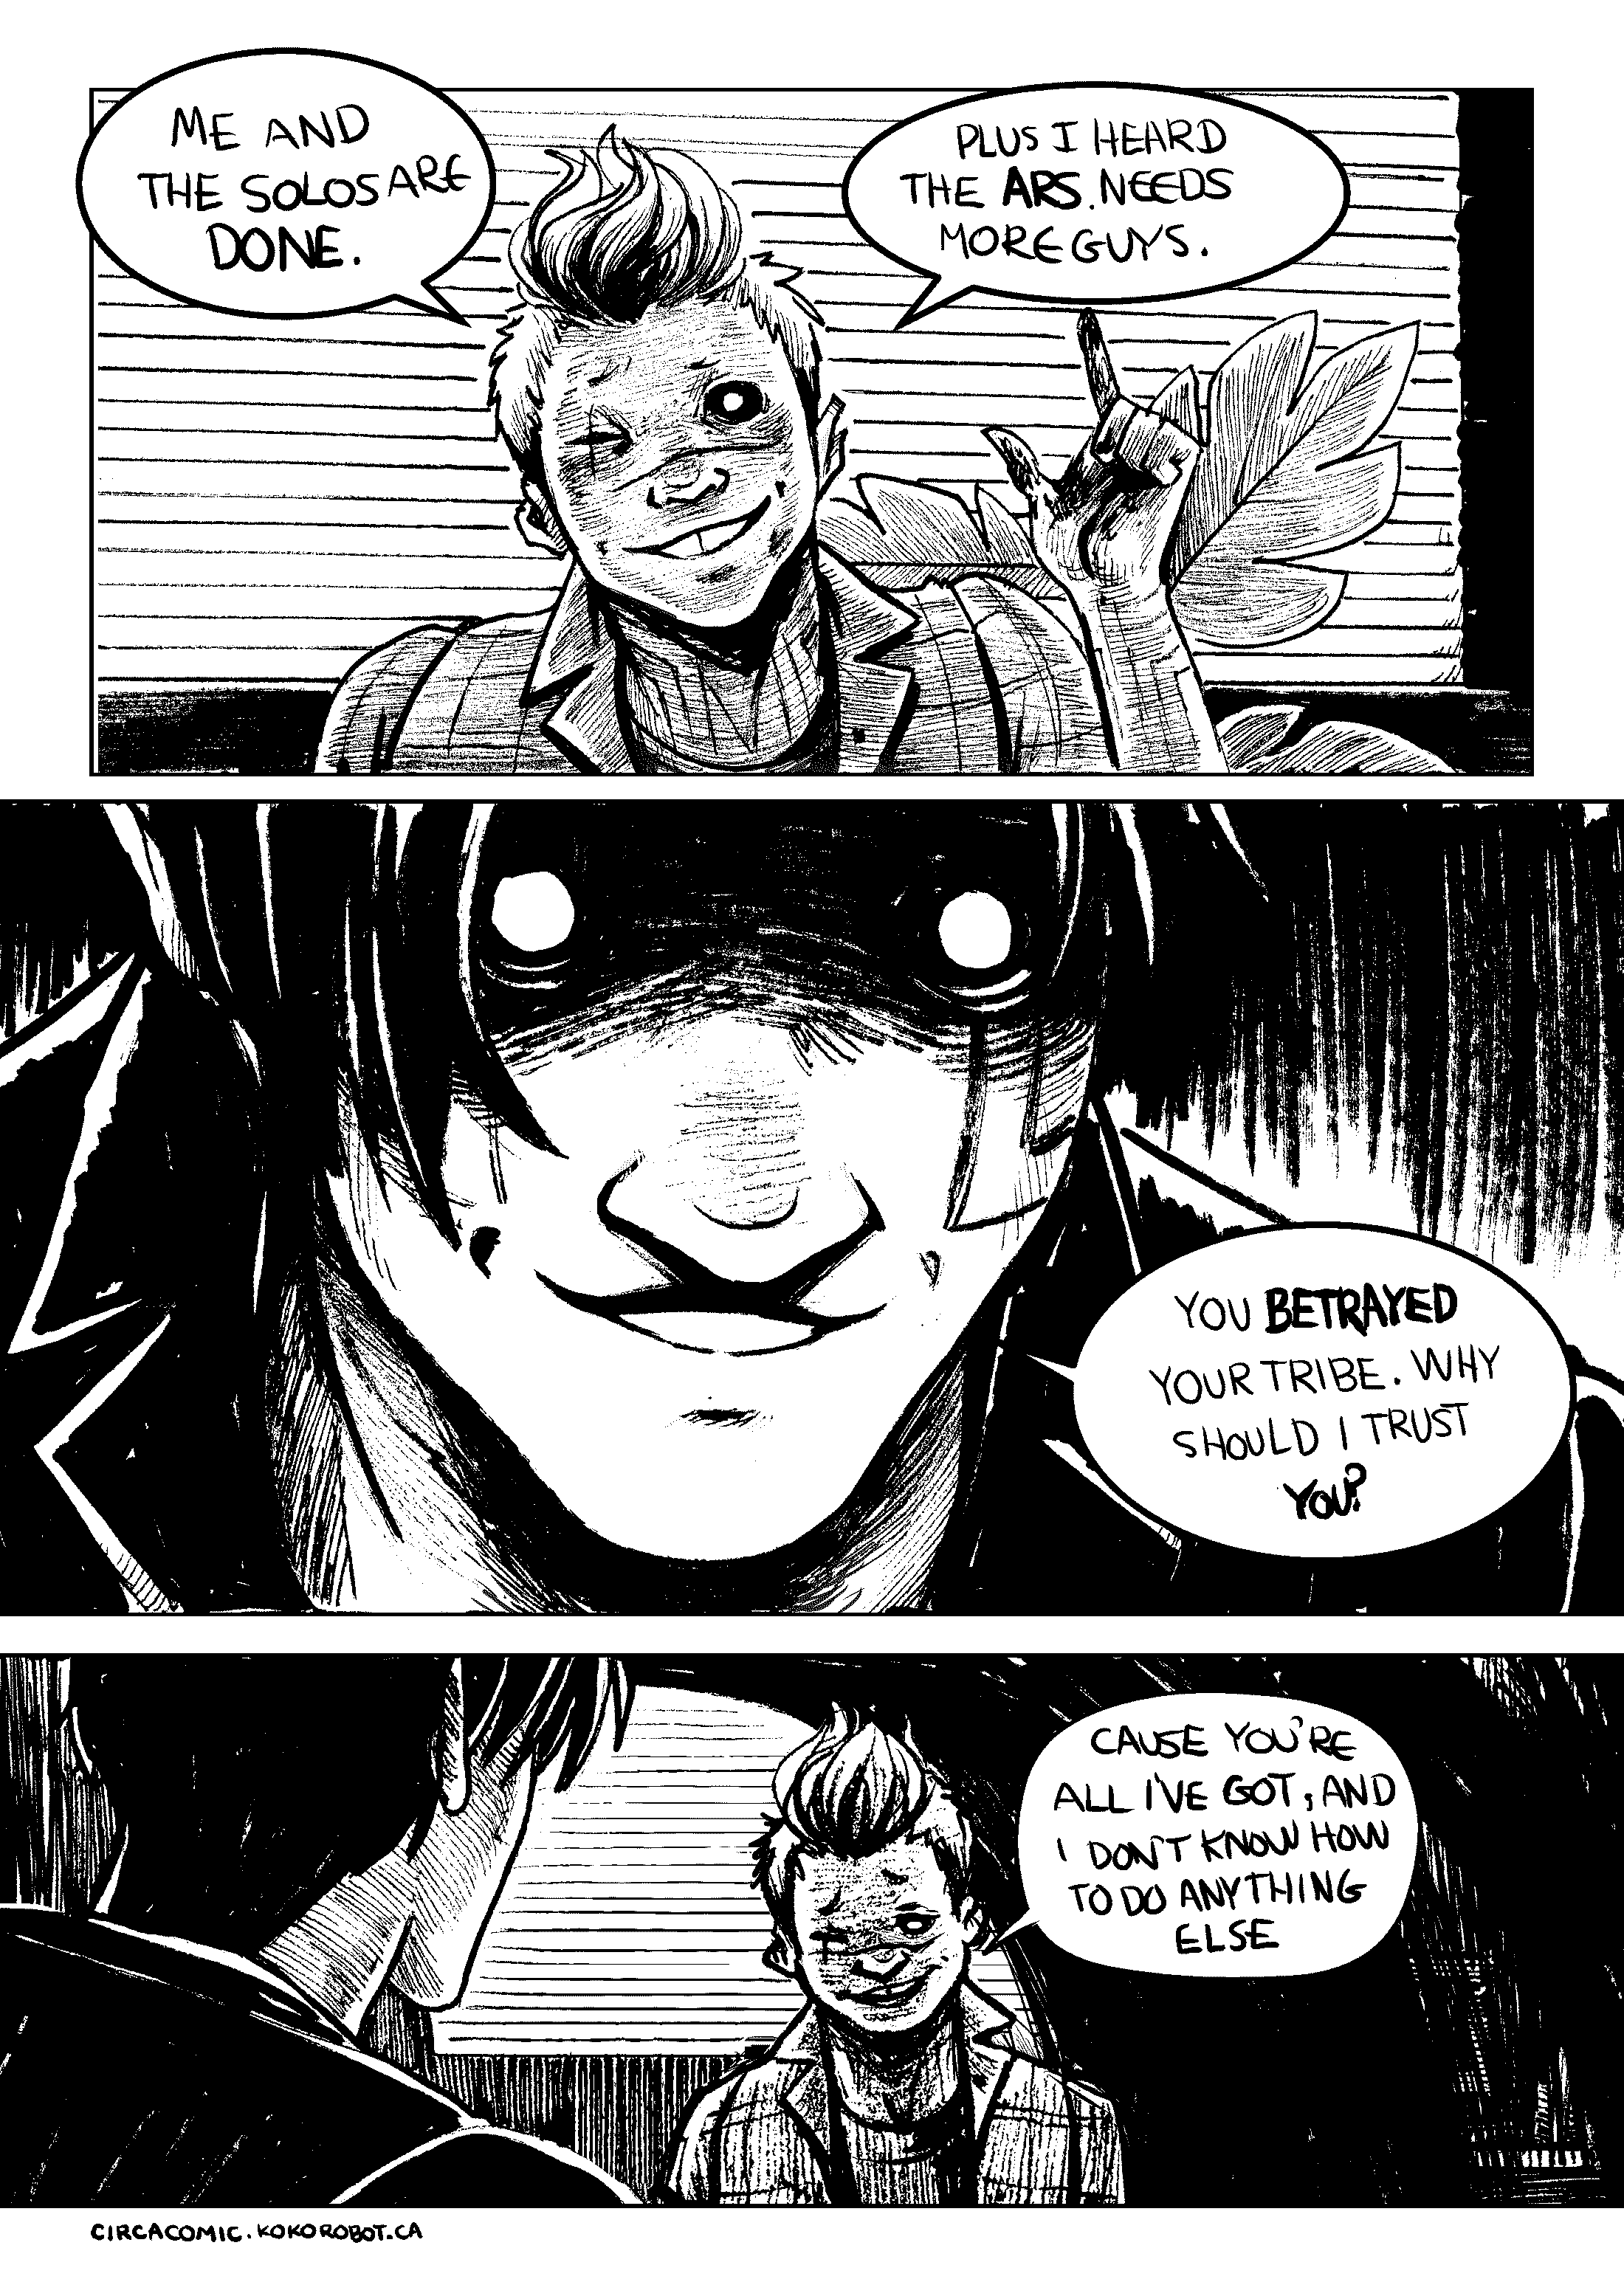 ME AND
THE SOLOS ARE
DONE.
PLUS I HEARD
THE ARS. NEEDS
MORE GUYS.
YOU BETRAYED
YOUR TRIBE. WHY
SHOULD I TRUST
YOU?
CAUSE YOU'RE
ALL I'VE GOT, AND
I DON'T KNOW HOW
TO DO ANYTHING
ELSE
CIRCACOMIC.KOKOROBOT.CA